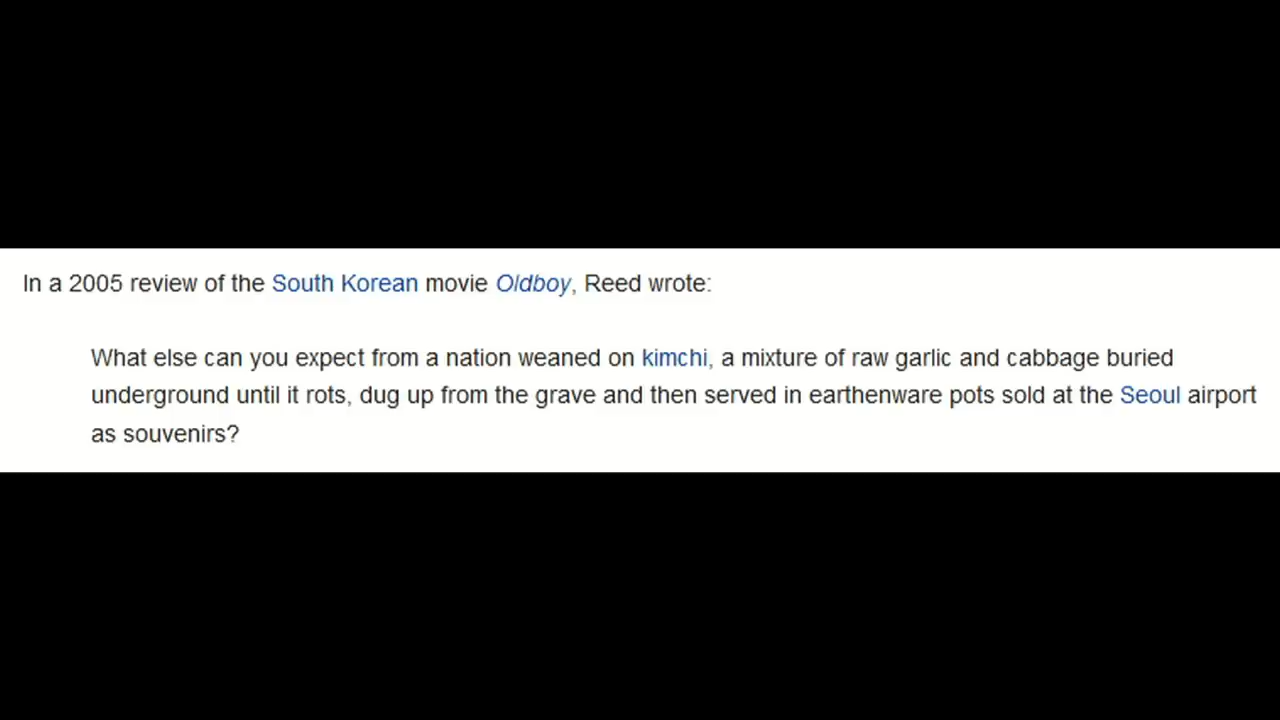 In a 2005 review of the South Korean movie Oldboy, Reed wrote:
What else can you expect from a nation weaned on kimchi, a mixture of raw garlic and cabbage buried
underground until it rots, dug up from the grave and then served in earthenware pots sold at the Seoul airport
as souvenirs?